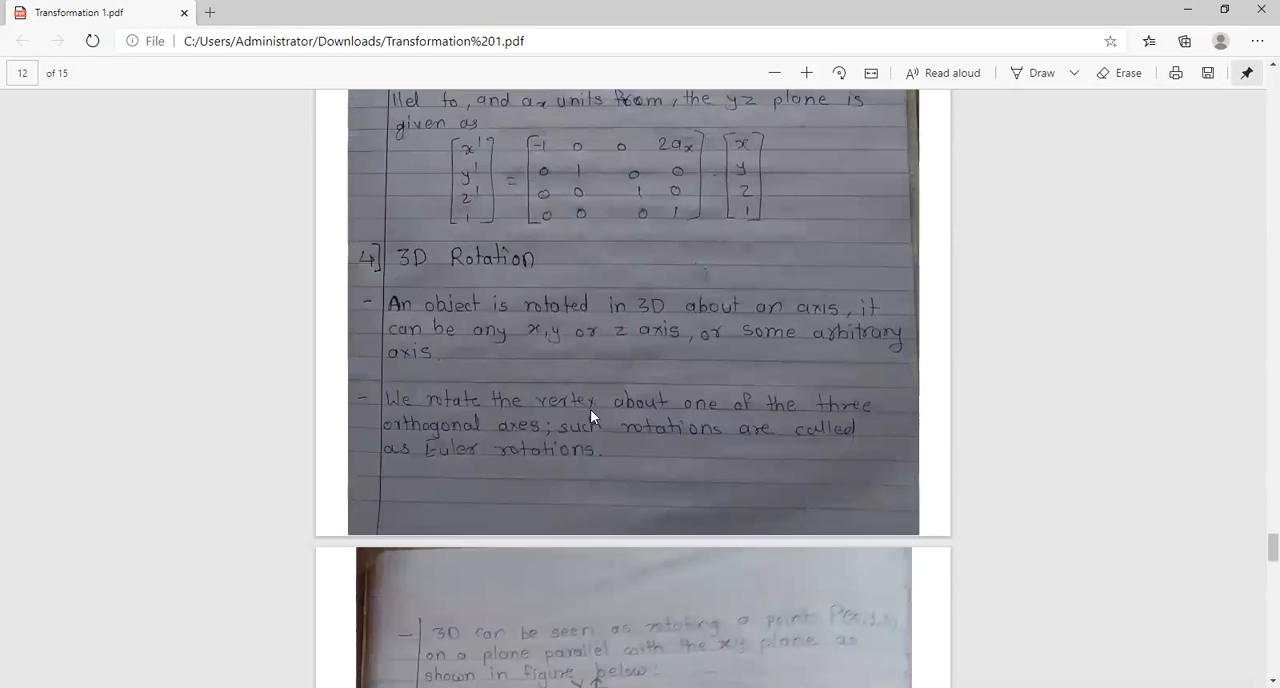 Transformation 1.pdf
File C:/Users/Administrator/Downloads/Transformation%201.pdf
12 of 15 Read aloud Draw Erase
llel to, and ax units from, the yz plane is
given as
[x' y' z' 1] = [-1 0 0 2ax
0 1 0 0
0 0 1 0
0 0 0 1] . [x y z 1]
4] 3D Rotation
- An object is rotated in 3D about an axis, it
can be any x,y or z axis, or some arbitrary
axis.
- We rotate the vertex about one of the three
orthogonal axes; such rotations are called
as Euler rotations.
- 3D can be seen as rotating a point P(x,y,z)
on a plane parallel with the xy plane as
shown in figure below: